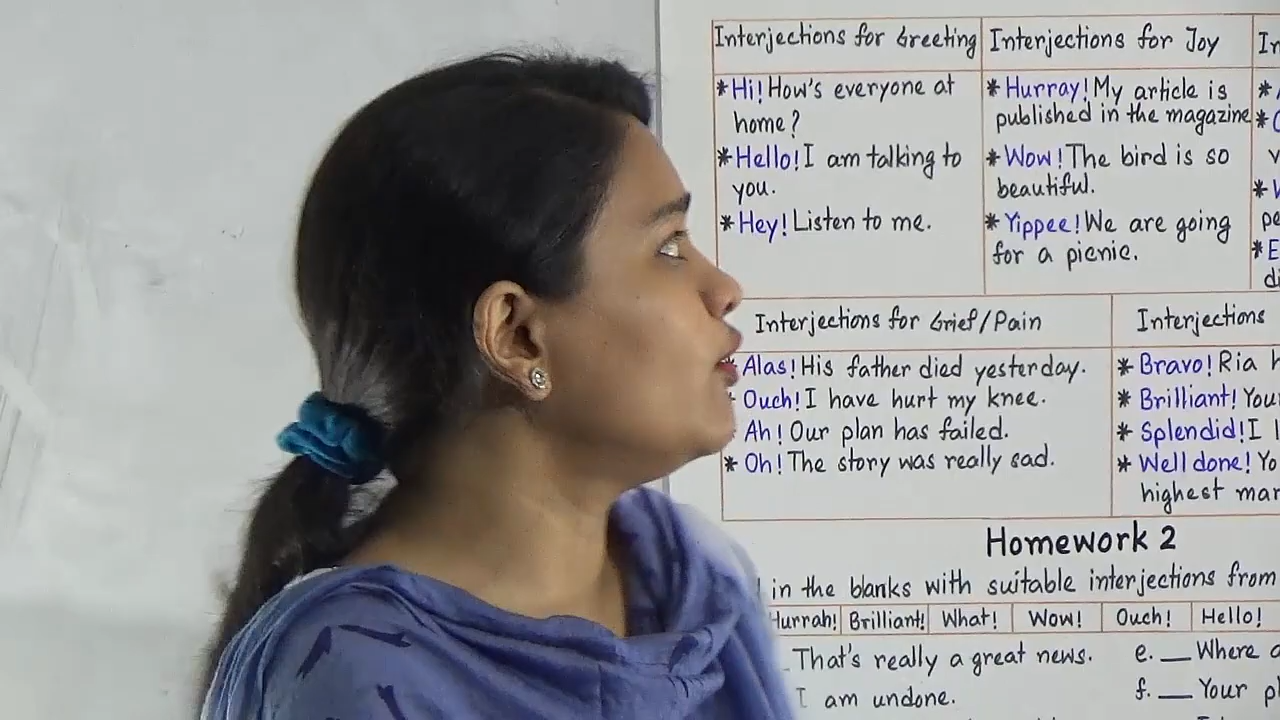 Interjections for Greeting
*Hi! How's everyone at
home?
*Hello! I am talking to
you.
*Hey! Listen to me.
Interjections for Joy
*Hurray! My article is
published in the magazine
*Wow! The bird is so
beautiful.
*Yippee! We are going
for a picnic.
Interjections for Grief/Pain
Alas! His father died yesterday.
Ouch! I have hurt my knee.
Ah! Our plan has failed.
*Oh! The story was really sad.
Interjections
*Bravo! Ria
*Brilliant! You
*Splendid! I
*Well done! Yo
highest mar
Homework 2
in the blanks with suitable interjections from
Hurrah! Brilliant! What! Wow! Ouch! Hello!
That's really a great news.
I am undone.
e. __ Where
f. __ Your